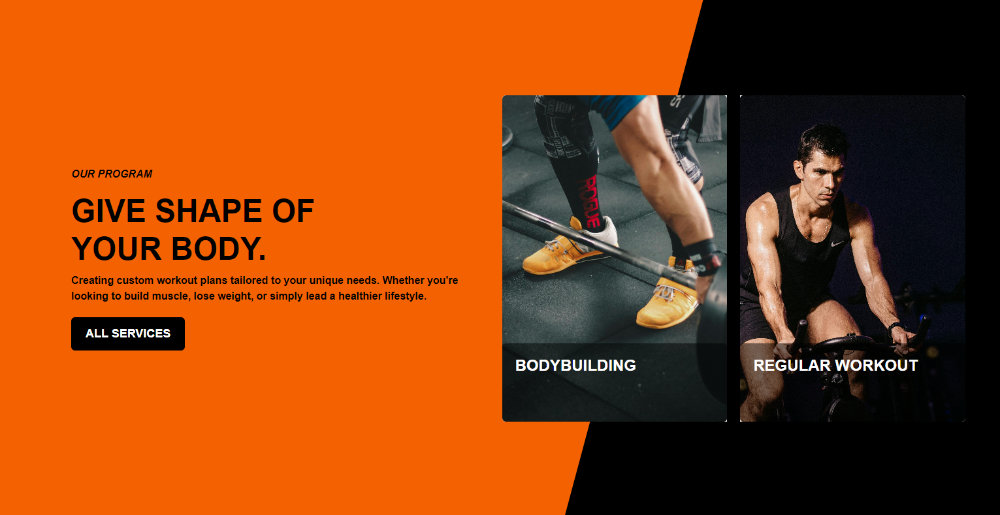 OUR PROGRAM
GIVE SHAPE OF
YOUR BODY.
Creating custom workout plans tailored to your unique needs. Whether you're
looking to build muscle, lose weight, or simply lead a healthier lifestyle.
ALL SERVICES
ROGUE
BODYBUILDING
REGULAR WORKOUT